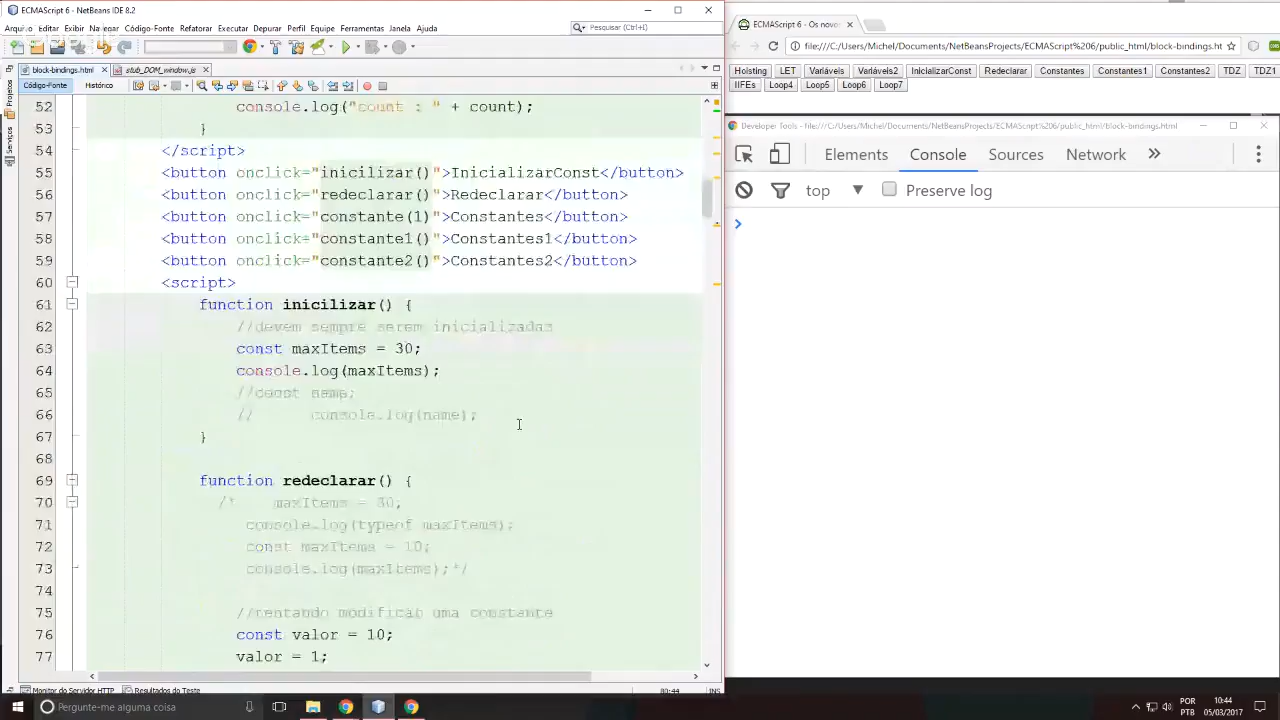 ECMAScript 6 - NetBeans IDE 8.2
Arquivo Editar Exibir Navegar Código-Fonte Refatorar Executar Depurar Perfil Equipe Ferramentas Janela Ajuda
Pesquisar (Ctrl+I)
block-bindings.html
stub_DOM_window.js
Código-Fonte Histórico
Projetos
Serviços
52 console.log("count : " + count);
53 }
54 </script>
55 <button onclick="inicilizar()">InicializarConst</button>
56 <button onclick="redeclarar()">Redeclarar</button>
57 <button onclick="constante(1)">Constantes</button>
58 <button onclick="constante1()">Constantes1</button>
59 <button onclick="constante2()">Constantes2</button>
60 <script>
61 function inicilizar() {
62 //devem sempre serem inicializadas
63 const maxItems = 30;
64 console.log(maxItems);
65 //const name;
66 // console.log(name);
67 }
68
69 function redeclarar() {
70 /* maxItems = 30;
71 console.log(typeof maxItems);
72 const maxItems = 10;
73 console.log(maxItems);*/
74
75 //tentando modificar uma constante
76 const valor = 10;
77 valor = 1;
Monitor do Servidor HTTP Resultados do Teste
80:44 INS
ECMAScript 6 - Os novos
file:///C:/Users/Michel/Documents/NetBeansProjects/ECMAScript%206/public_html/block-bindings.ht
Hoisting LET Variáveis Variáveis2 InicializarConst Redeclarar Constantes Constantes1 Constantes2 TDZ TDZ1
IIFEs Loop4 Loop5 Loop6 Loop7
Developer Tools - file:///C:/Users/Michel/Documents/NetBeansProjects/ECMAScript%206/public_html/block-bindings.html
Elements Console Sources Network
top Preserve log
Pergunte-me alguma coisa
POR
PTB
10:44
05/03/2017